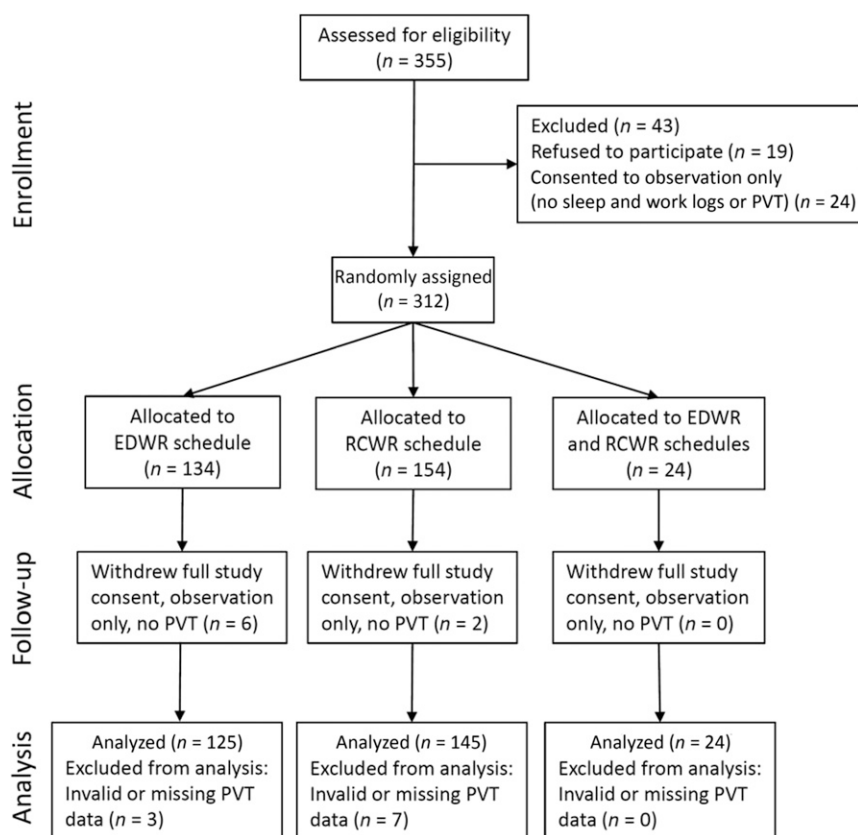 Assessed for eligibility
(n = 355)
Enrollment
Excluded (n = 43)
Refused to participate (n = 19)
Consented to observation only
(no sleep and work logs or PVT) (n = 24)
Randomly assigned
(n = 312)
Allocation
Allocated to
EDWR schedule
(n = 134)
Allocated to
RCWR schedule
(n = 154)
Allocated to EDWR
and RCWR schedules
(n = 24)
Follow-up
Withdrew full study
consent, observation
only, no PVT (n = 6)
Withdrew full study
consent, observation
only, no PVT (n = 2)
Withdrew full study
consent, observation
only, no PVT (n = 0)
Analysis
Analyzed (n = 125)
Excluded from analysis:
Invalid or missing PVT
data (n = 3)
Analyzed (n = 145)
Excluded from analysis:
Invalid or missing PVT
data (n = 7)
Analyzed (n = 24)
Excluded from analysis:
Invalid or missing PVT
data (n = 0)